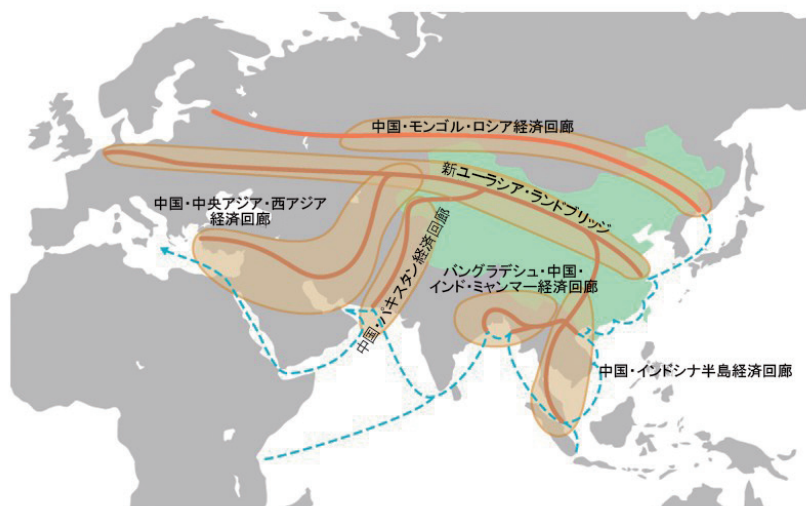 中国・モンゴル・ロシア経済回廊
新ユーラシア・ランドブリッジ
中国・中央アジア・西アジア
経済回廊
中国・パキスタン経済回廊
バングラデシュ・中国・
インド・ミャンマー経済回廊
中国・インドシナ半島経済回廊